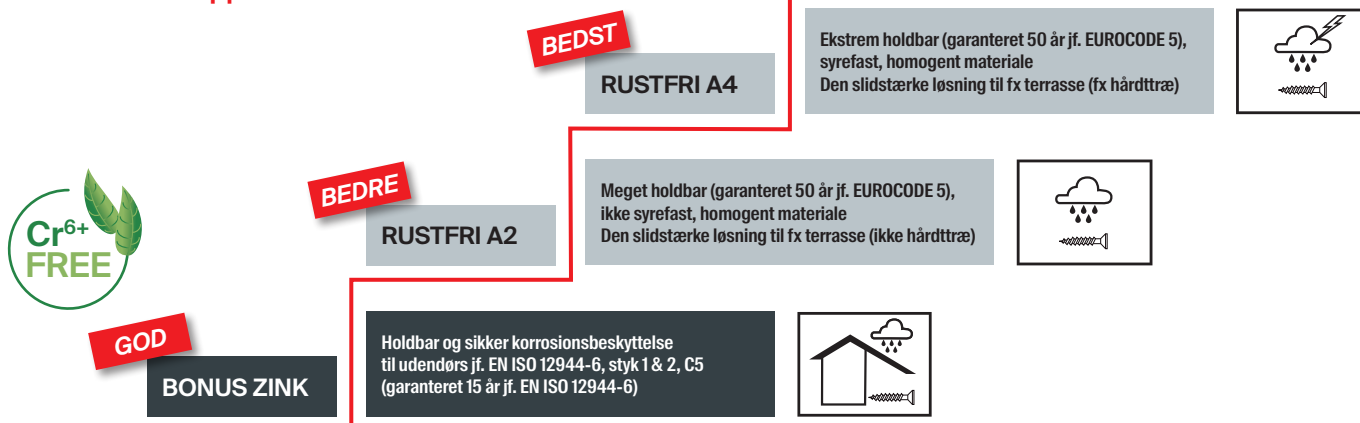 BEDST
RUSTFRI A4
Ekstrem holdbar (garanteret 50 år jf. EUROCODE 5),
syrefast, homogent materiale
Den slidstærke løsning til fx terrasse (fx hårdttræ)
BEDRE
RUSTFRI A2
Meget holdbar (garanteret 50 år jf. EUROCODE 5),
ikke syrefast, homogent materiale
Den slidstærke løsning til fx terrasse (ikke hårdttræ)
Cr6+
FREE
GOD
BONUS ZINK
Holdbar og sikker korrosionsbeskyttelse
til udendørs jf. EN ISO 12944-6, styk 1 & 2, C5
(garanteret 15 år jf. EN ISO 12944-6)